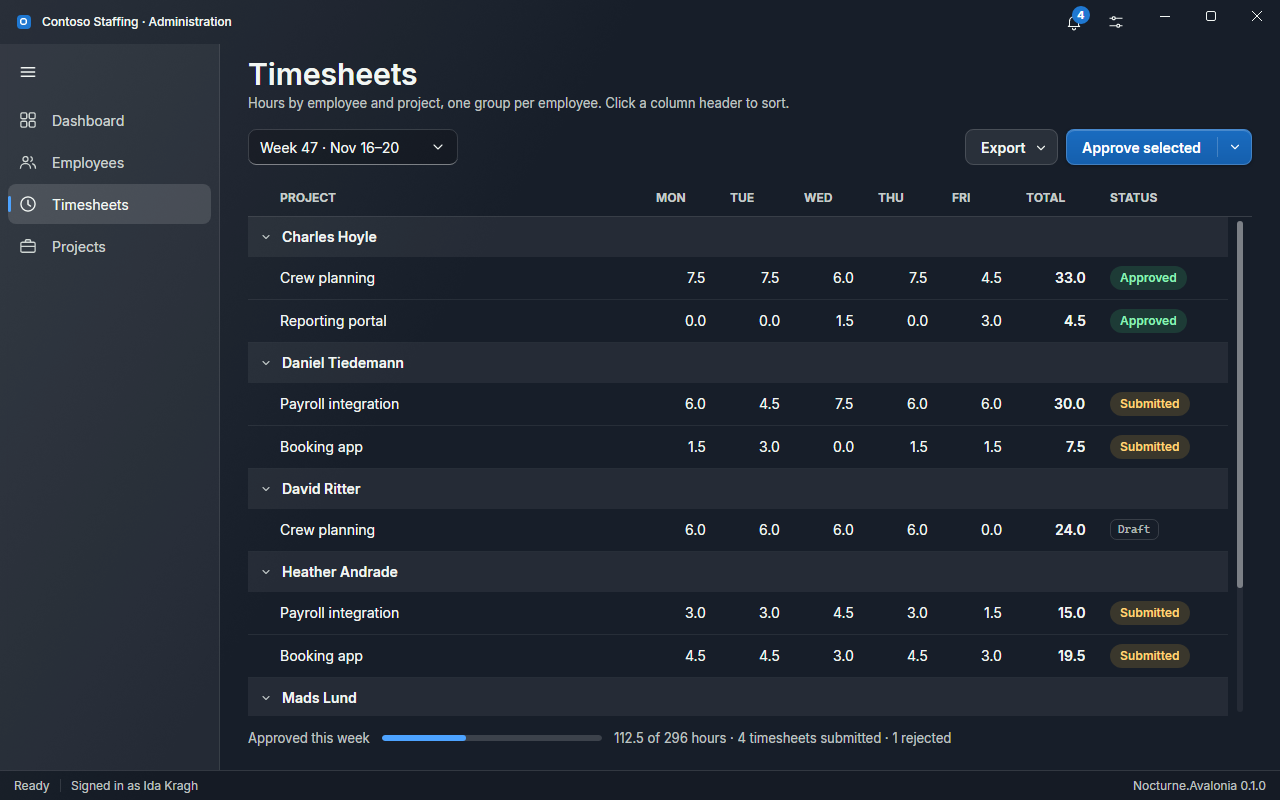 Contoso Staffing · Administration
4
Dashboard
Employees
Timesheets
Projects
Timesheets
Hours by employee and project, one group per employee. Click a column header to sort.
Week 47 · Nov 16–20
Export
Approve selected
PROJECT MON TUE WED THU FRI TOTAL STATUS
Charles Hoyle
Crew planning 7.5 7.5 6.0 7.5 4.5 33.0 Approved
Reporting portal 0.0 0.0 1.5 0.0 3.0 4.5 Approved
Daniel Tiedemann
Payroll integration 6.0 4.5 7.5 6.0 6.0 30.0 Submitted
Booking app 1.5 3.0 0.0 1.5 1.5 7.5 Submitted
David Ritter
Crew planning 6.0 6.0 6.0 6.0 0.0 24.0 Draft
Heather Andrade
Payroll integration 3.0 3.0 4.5 3.0 1.5 15.0 Submitted
Booking app 4.5 4.5 3.0 4.5 3.0 19.5 Submitted
Mads Lund
Approved this week 112.5 of 296 hours · 4 timesheets submitted · 1 rejected
Ready Signed in as Ida Kragh Nocturne.Avalonia 0.1.0